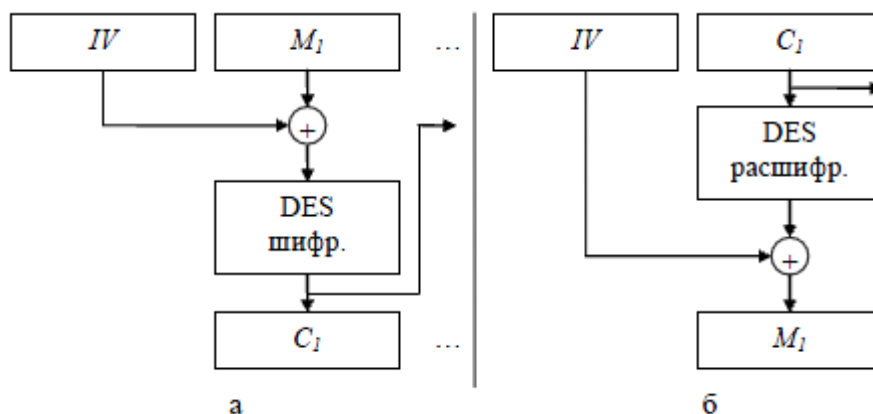 IV M₁ … IV C₁
+ DES
расшифр.
DES
шифр.
+
C₁ … M₁
а б